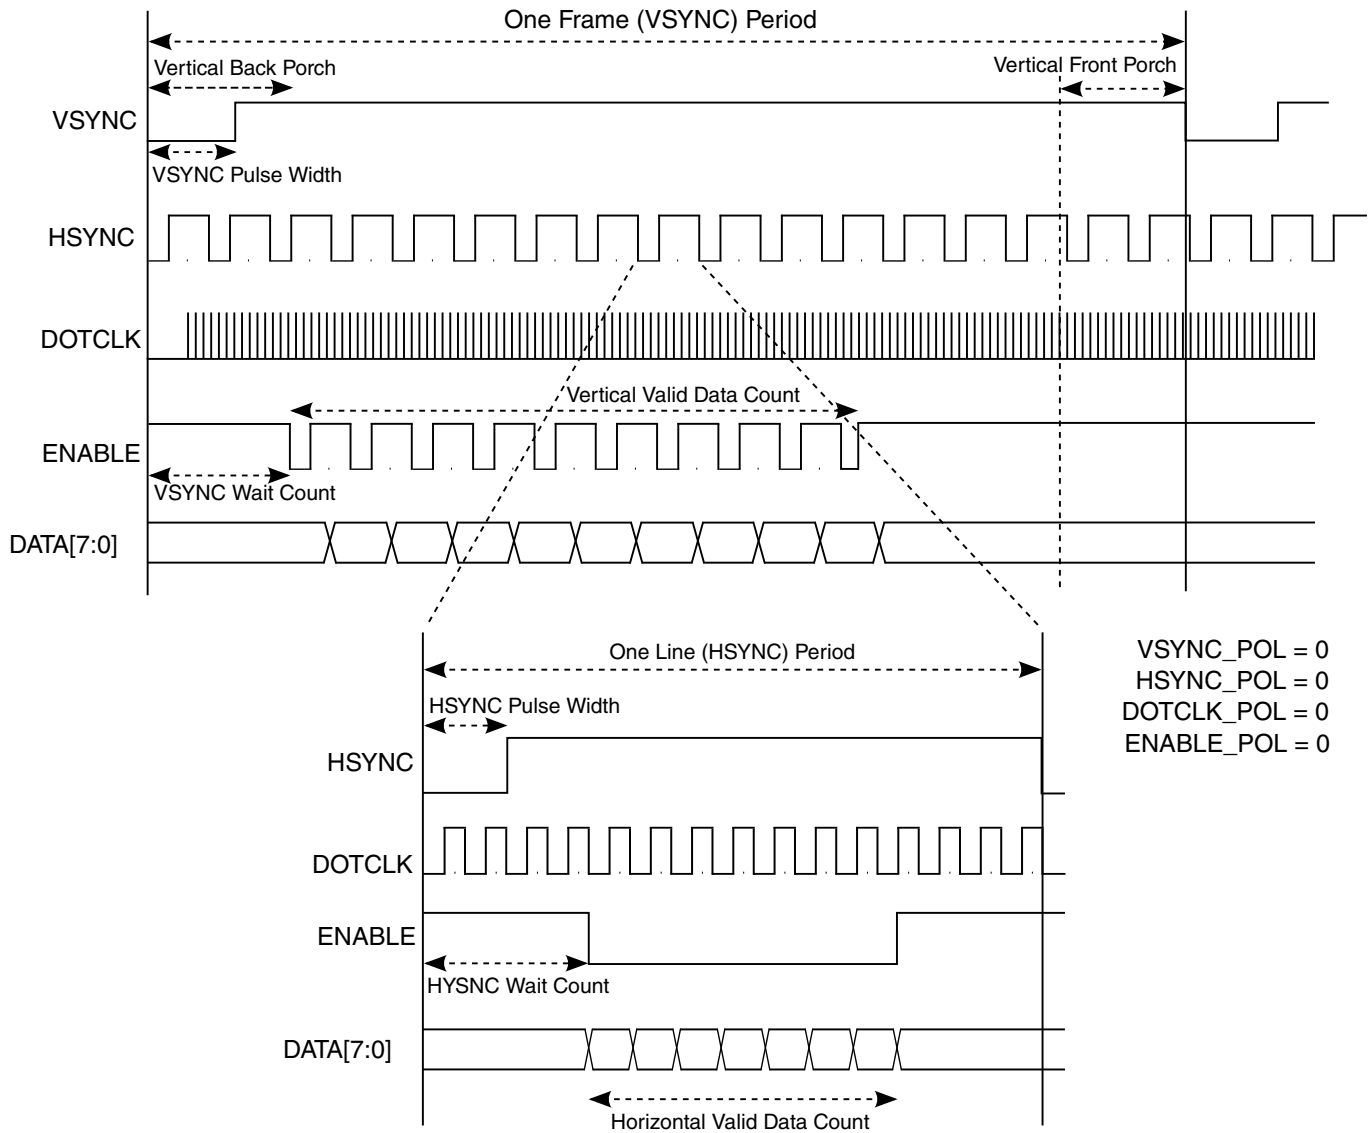 One Frame (VSYNC) Period
Vertical Back Porch
Vertical Front Porch
VSYNC
VSYNC Pulse Width
HSYNC
DOTCLK
Vertical Valid Data Count
ENABLE
VSYNC Wait Count
DATA[7:0]
One Line (HSYNC) Period
HSYNC Pulse Width
HSYNC
DOTCLK
ENABLE
HYSNC Wait Count
DATA[7:0]
Horizontal Valid Data Count
VSYNC_POL = 0
HSYNC_POL = 0
DOTCLK_POL = 0
ENABLE_POL = 0